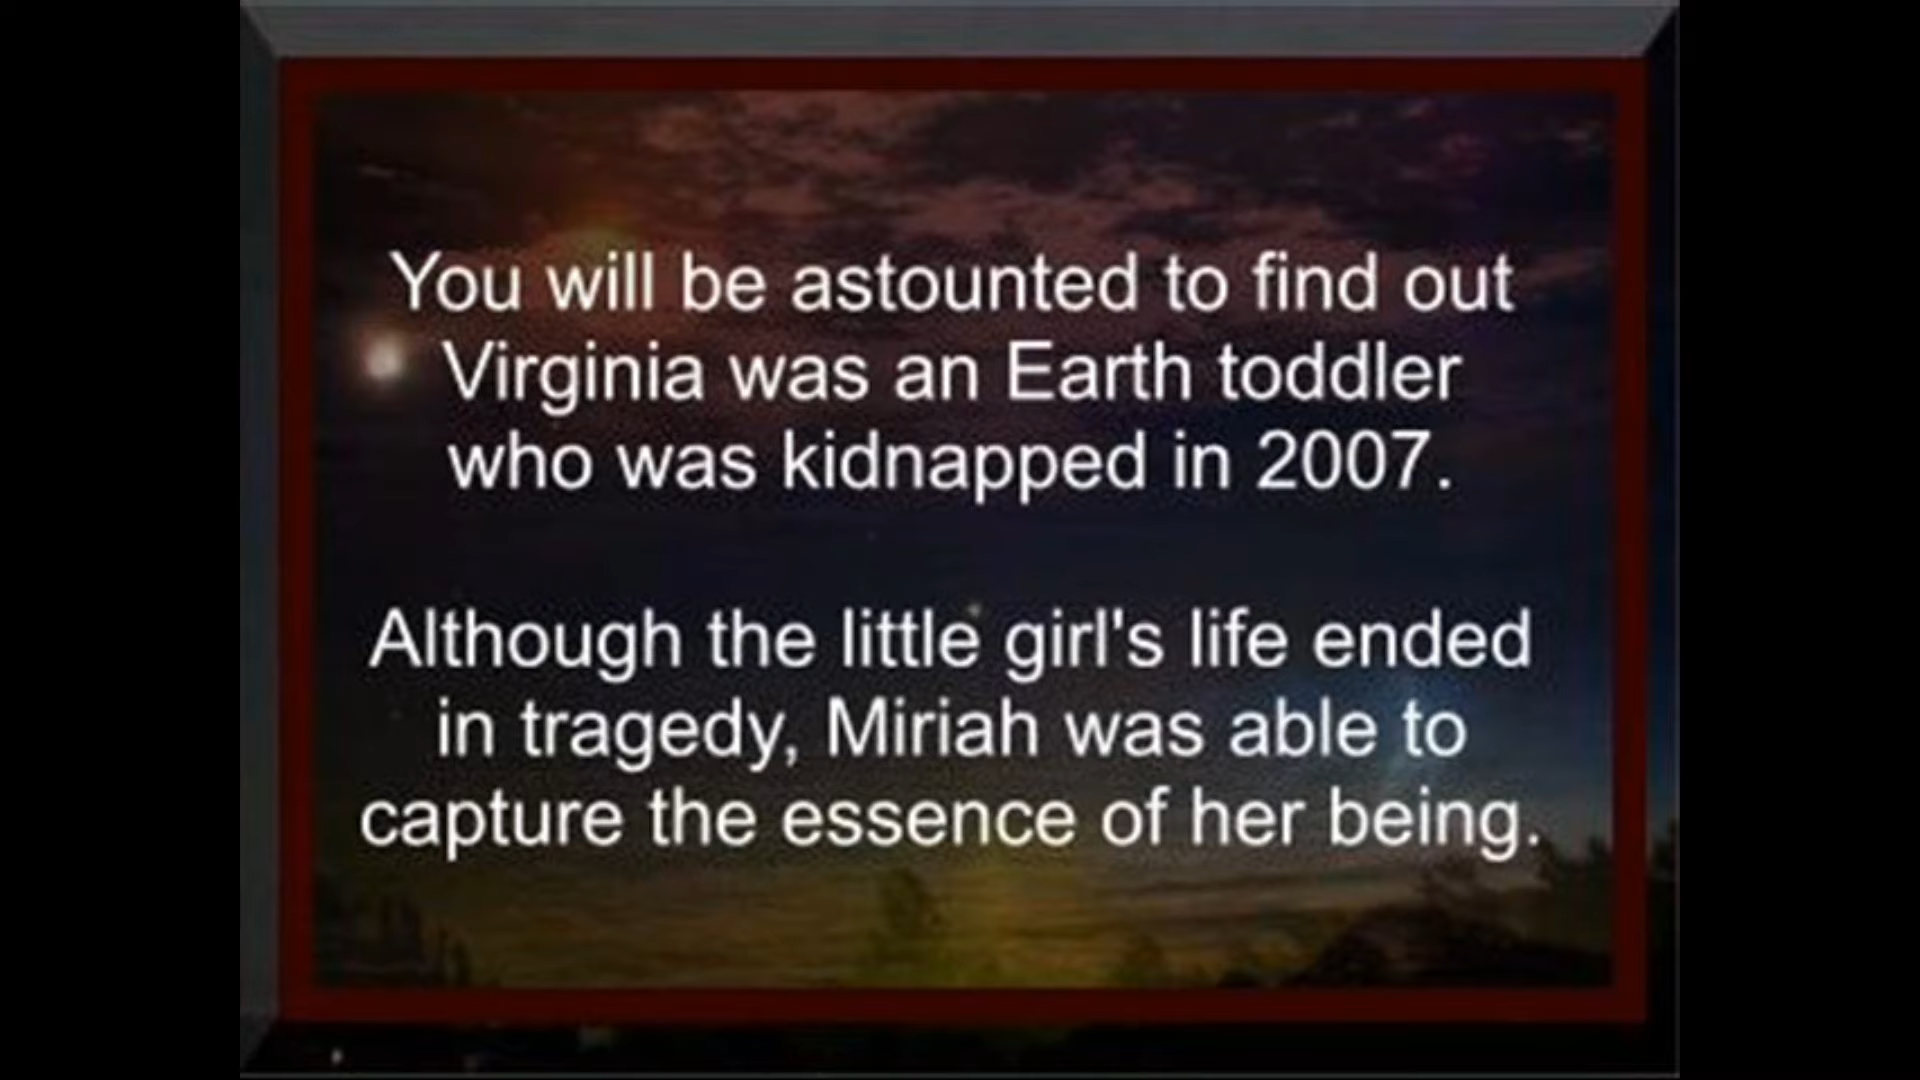 You will be astounted to find out
Virginia was an Earth toddler
who was kidnapped in 2007.
Although the little girl's life ended
in tragedy, Miriah was able to
capture the essence of her being.